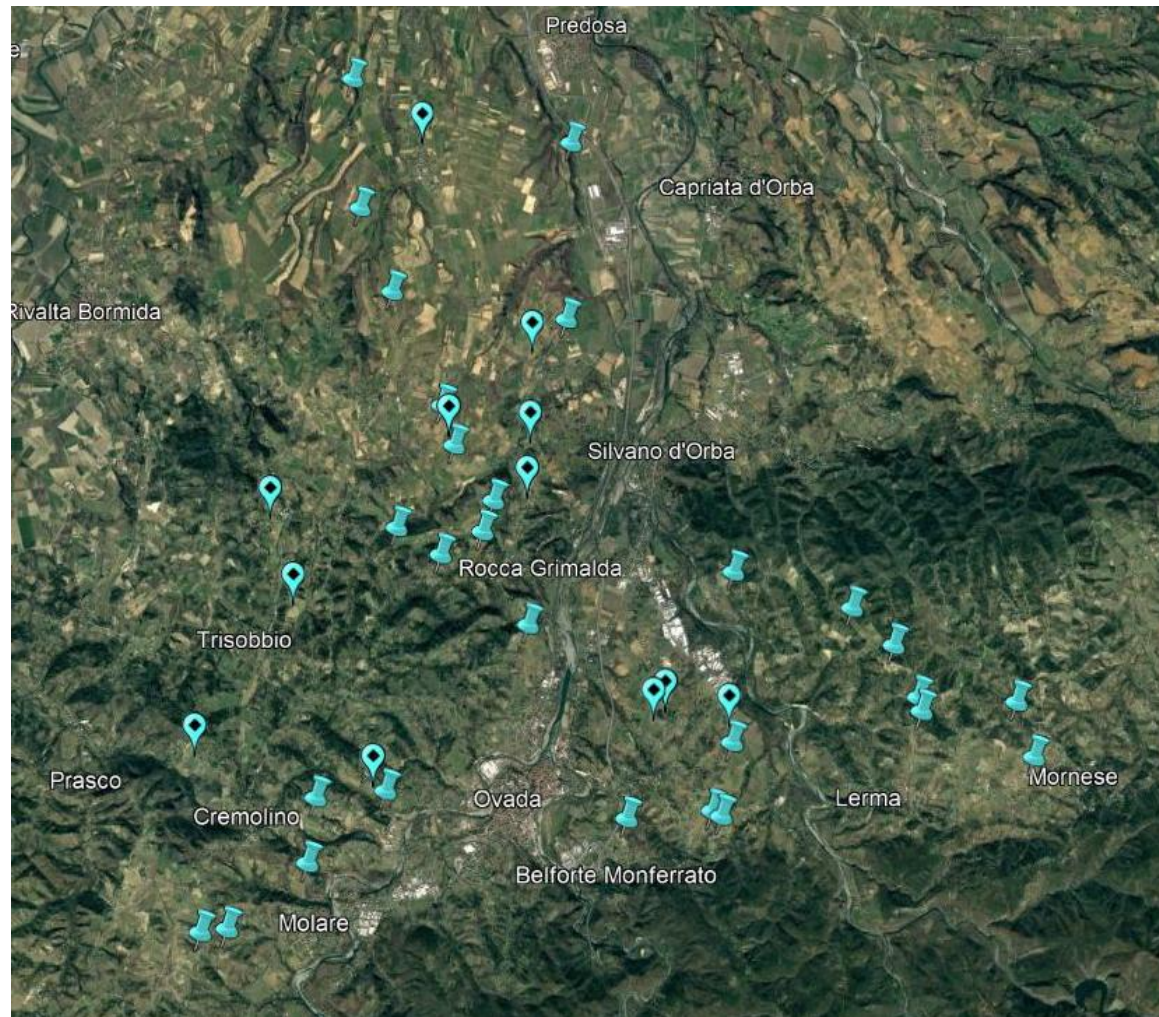 Predosa
e
Capriata d'Orba
Rivalta Bormida
Silvano d'Orba
Rocca Grimalda
Trisobbio
Prasco
Mornese
Ovada
Lerma
Cremolino
Belforte Monferrato
Molare